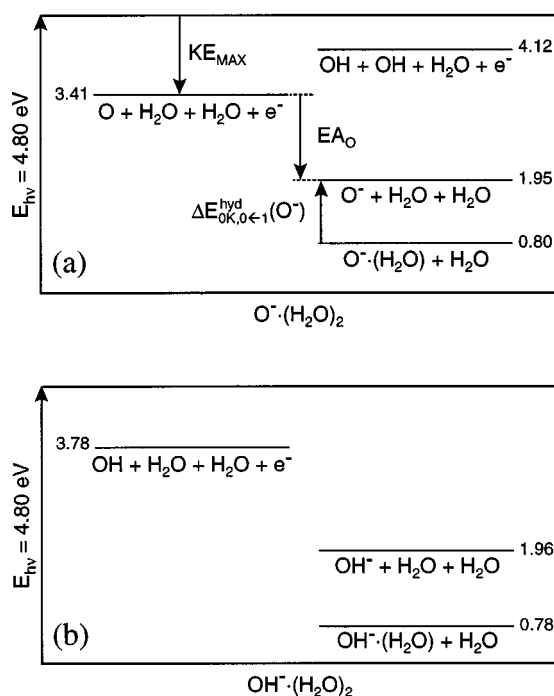 KE_MAX
4.12
OH + OH + H₂O + e⁻
3.41
O + H₂O + H₂O + e⁻
EA_O
E_hν = 4.80 eV
1.95
O⁻ + H₂O + H₂O
ΔE^hyd_0K,0←1(O⁻)
0.80
O⁻·(H₂O) + H₂O
(a)
O⁻·(H₂O)₂
3.78
OH + H₂O + H₂O + e⁻
E_hν = 4.80 eV
1.96
OH⁻ + H₂O + H₂O
0.78
OH⁻·(H₂O) + H₂O
(b)
OH⁻·(H₂O)₂